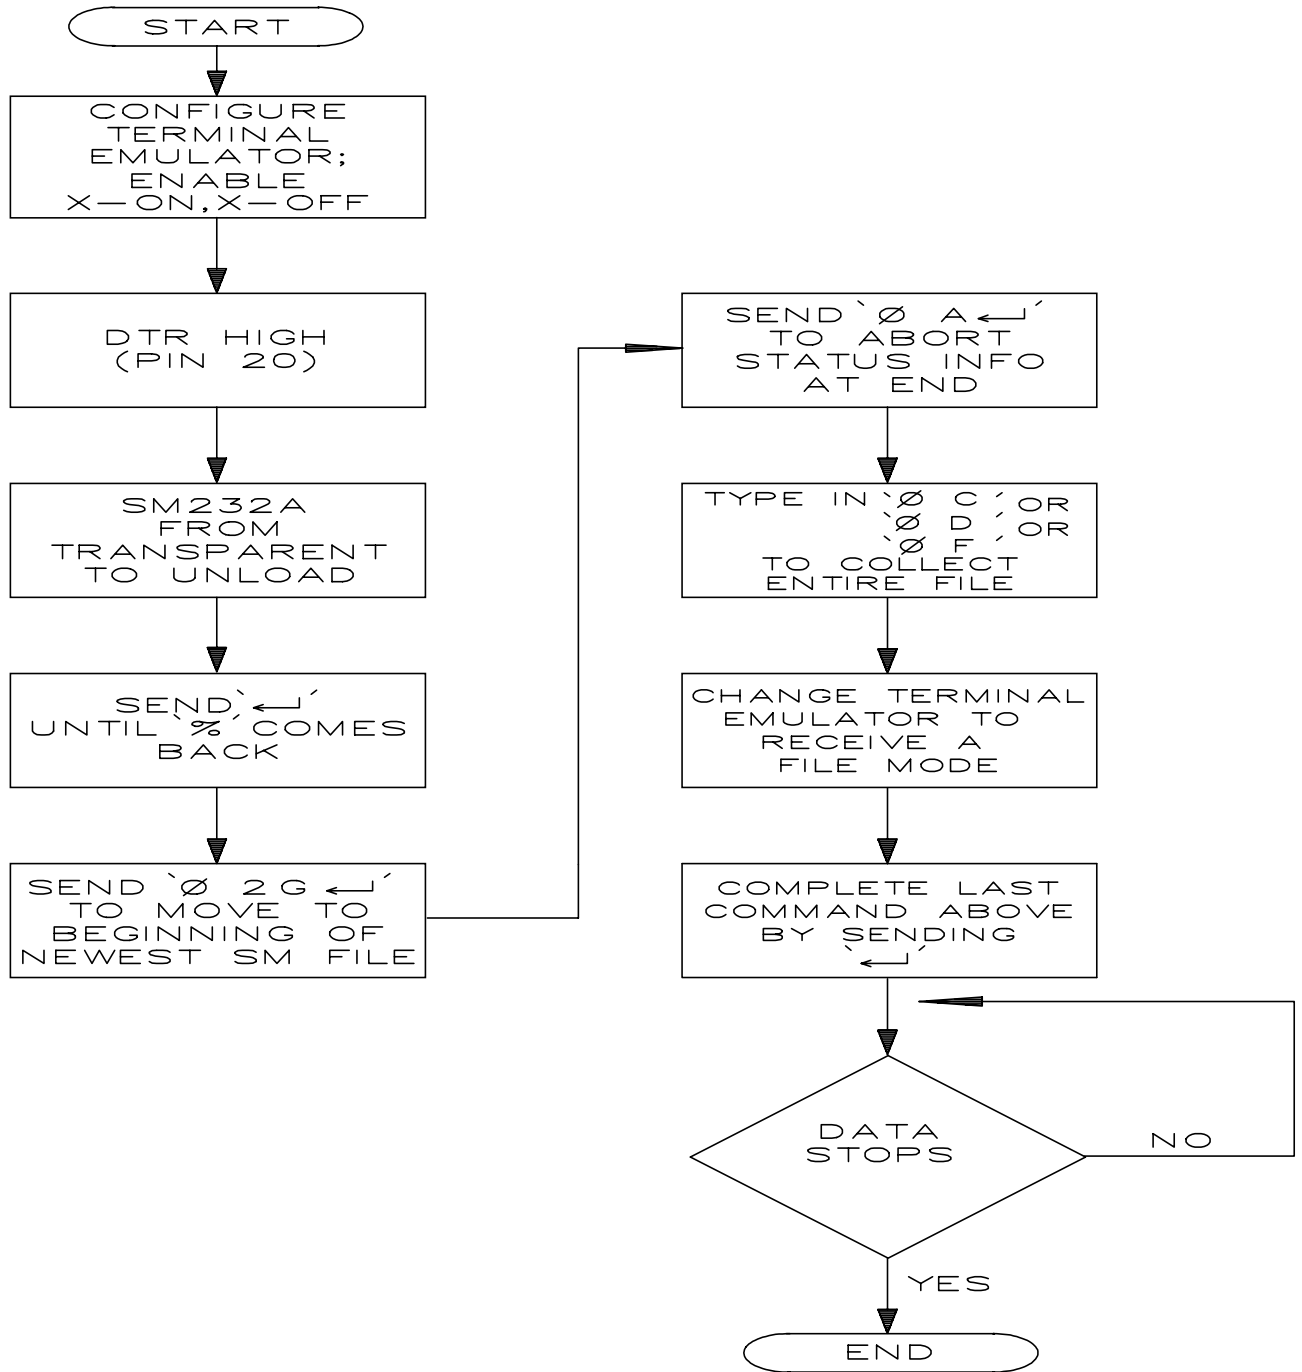 START
CONFIGURE
TERMINAL
EMULATOR;
ENABLE
X—ON,X—OFF
DTR HIGH
(PIN 20)
SM232A
FROM
TRANSPARENT
TO UNLOAD
SEND `↵´
UNTIL `%´ COMES
BACK
SEND `Ø 2G ↵´
TO MOVE TO
BEGINNING OF
NEWEST SM FILE
SEND `Ø A↵´
TO ABORT
STATUS INFO
AT END
TYPE IN `Ø C´ OR
`Ø D´ OR
`Ø F´
TO COLLECT
ENTIRE FILE
CHANGE TERMINAL
EMULATOR TO
RECEIVE A
FILE MODE
COMPLETE LAST
COMMAND ABOVE
BY SENDING
`↵´
DATA
STOPS
NO
YES
END